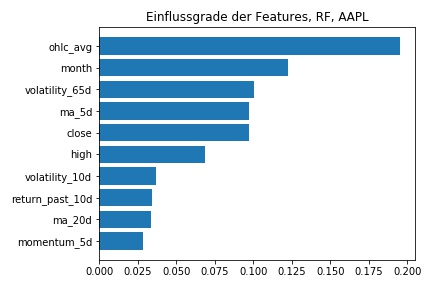 Einflussgrade der Features, RF, AAPL
ohlc_avg
month
volatility_65d
ma_5d
close
high
volatility_10d
return_past_10d
ma_20d
momentum_5d
0.000 0.025 0.050 0.075 0.100 0.125 0.150 0.175 0.200